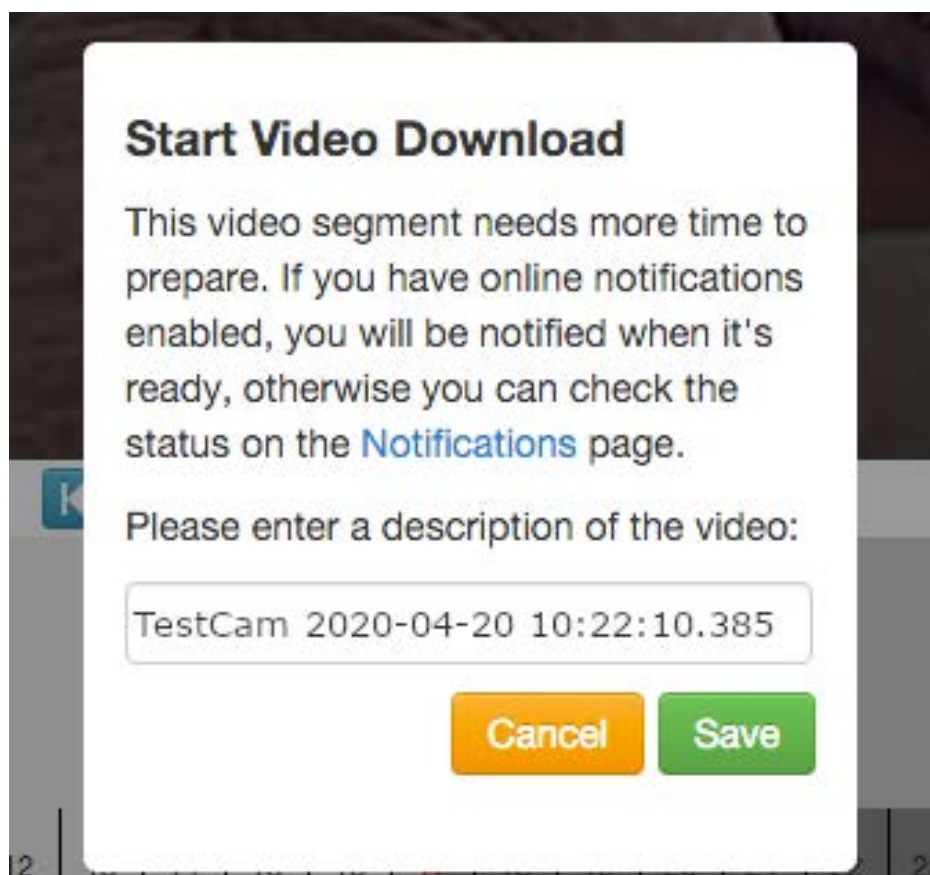 Start Video Download
This video segment needs more time to
prepare. If you have online notifications
enabled, you will be notified when it's
ready, otherwise you can check the
status on the Notifications page.
K
Please enter a description of the video:
TestCam 2020-04-20 10:22:10.385
Cancel Save
12
2